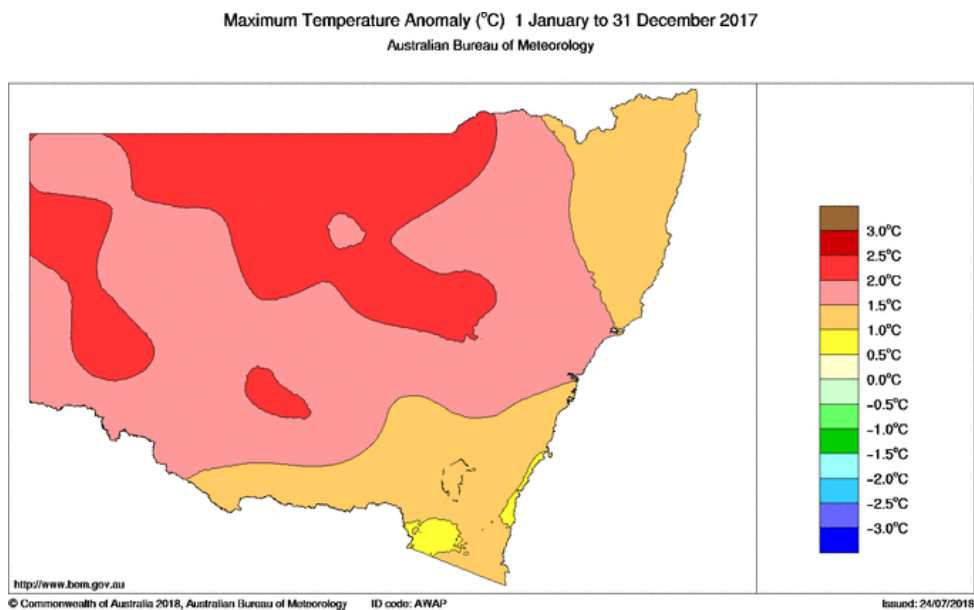 Maximum Temperature Anomaly (°C) 1 January to 31 December 2017
Australian Bureau of Meteorology
3.0°C
2.5°C
2.0°C
1.5°C
1.0°C
0.5°C
0.0°C
−0.5°C
−1.0°C
−1.5°C
−2.0°C
−2.5°C
−3.0°C
http://www.bom.gov.au
© Commonwealth of Australia 2018, Australian Bureau of Meteorology ID code: AWAP Issued: 24/07/2018